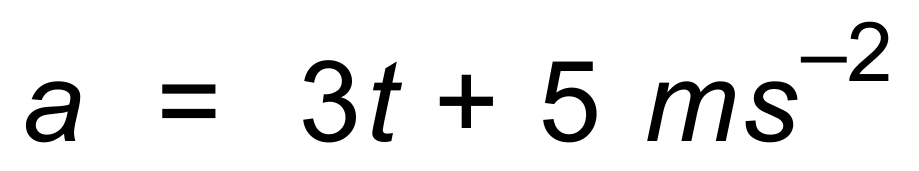 a = 3t + 5 ms⁻²